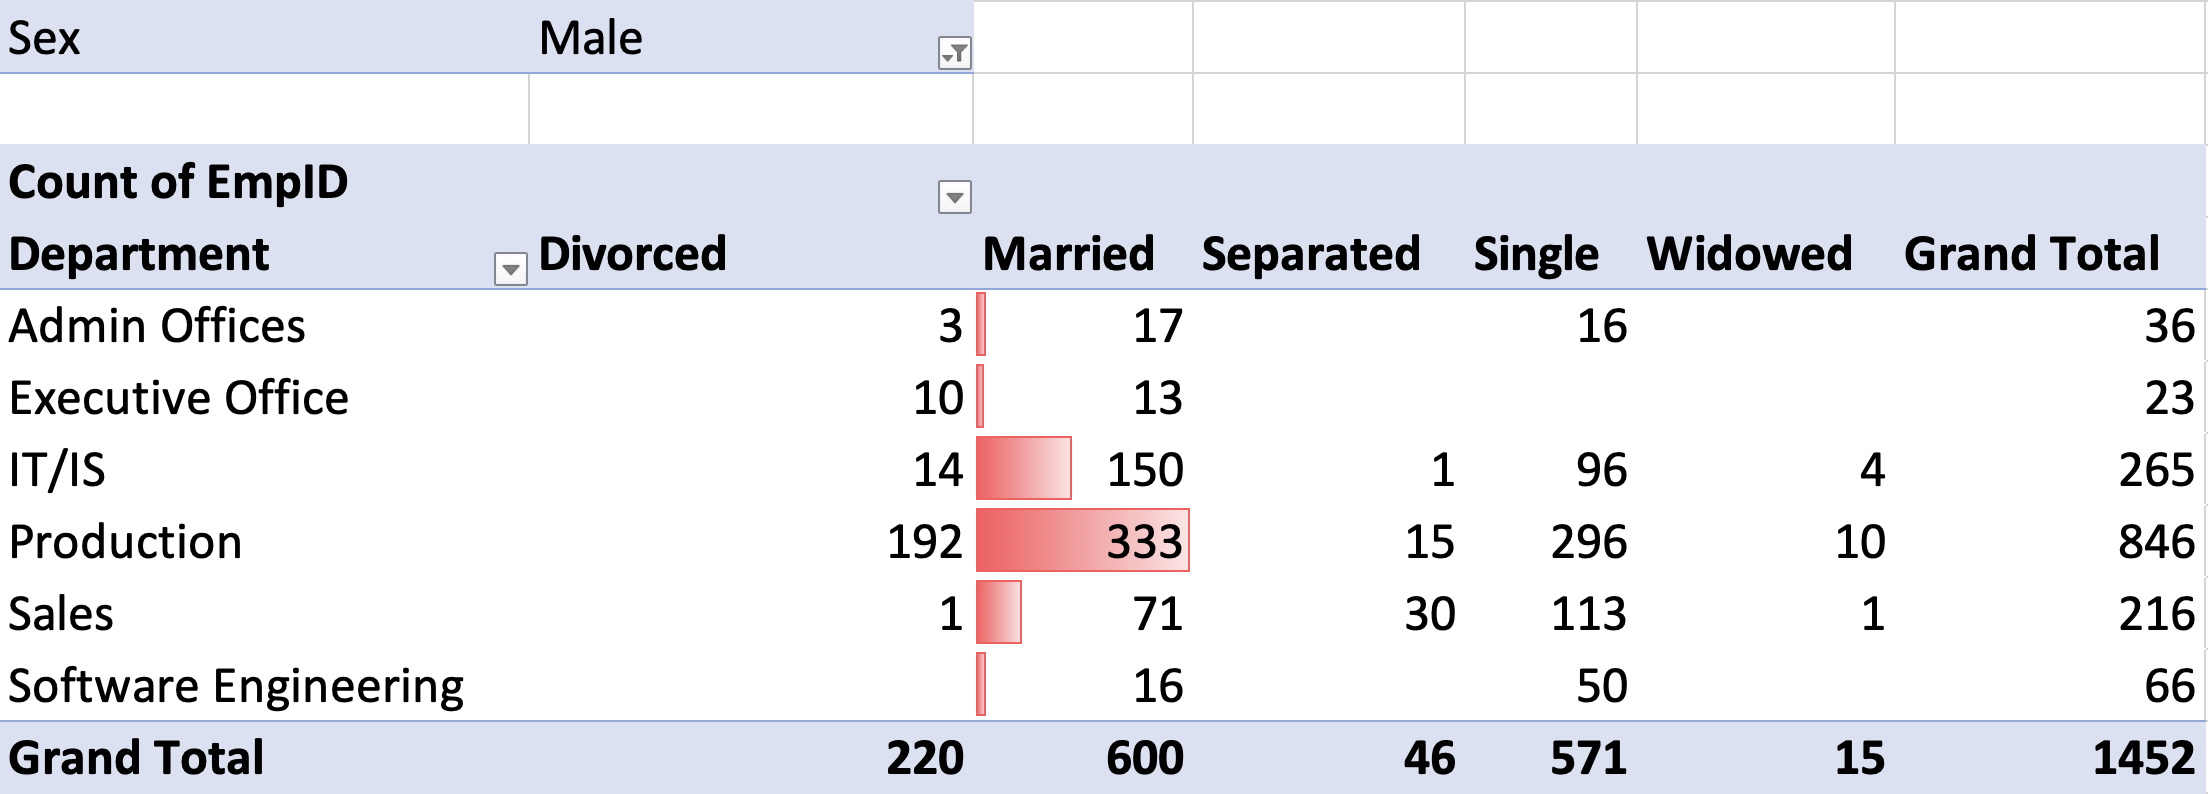 Sex Male
Count of EmpID
Department Divorced Married Separated Single Widowed Grand Total
Admin Offices 3 17 16 36
Executive Office 10 13 23
IT/IS 14 150 1 96 4 265
Production 192 333 15 296 10 846
Sales 1 71 30 113 1 216
Software Engineering 16 50 66
Grand Total 220 600 46 571 15 1452